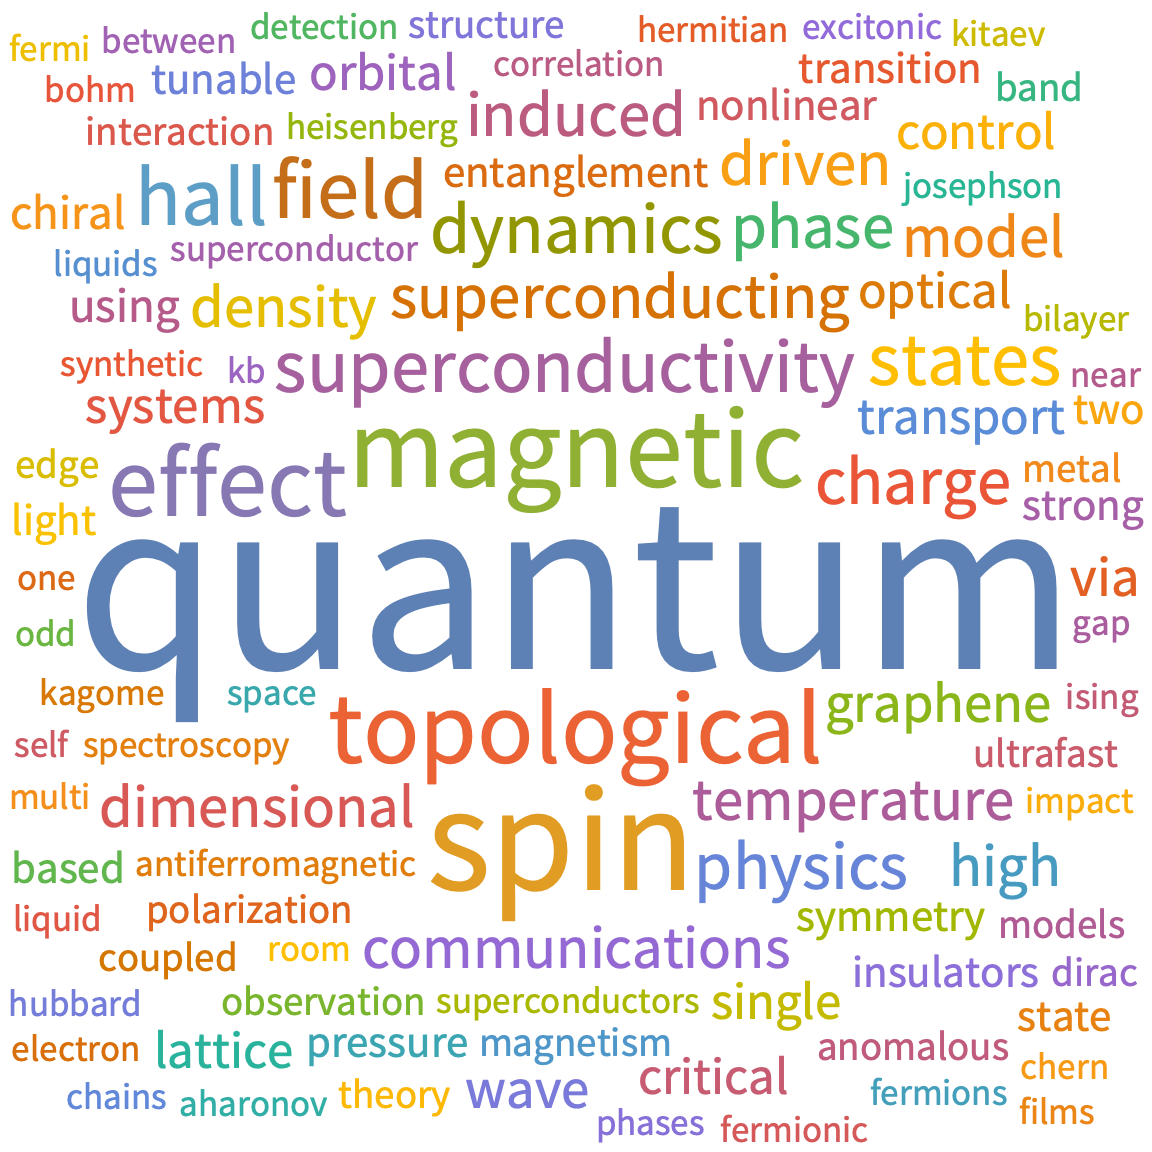 fermi between detection structure hermitian excitonic kitaev
bohm tunable orbital correlation transition band
interaction heisenberg induced nonlinear control
chiral hall field entanglement driven josephson
liquids superconductor dynamics phase model
using density superconducting optical bilayer
synthetic kb superconductivity states near
systems transport two
edge effect magnetic charge metal
light strong
one quantum via
odd gap
kagome space topological graphene ising
self spectroscopy ultrafast
multi dimensional spin temperature impact
based antiferromagnetic physics high
liquid polarization symmetry models
coupled room communications insulators dirac
hubbard observation superconductors single state
electron lattice pressure magnetism anomalous
chains aharonov theory wave critical fermions chern
phases fermionic films